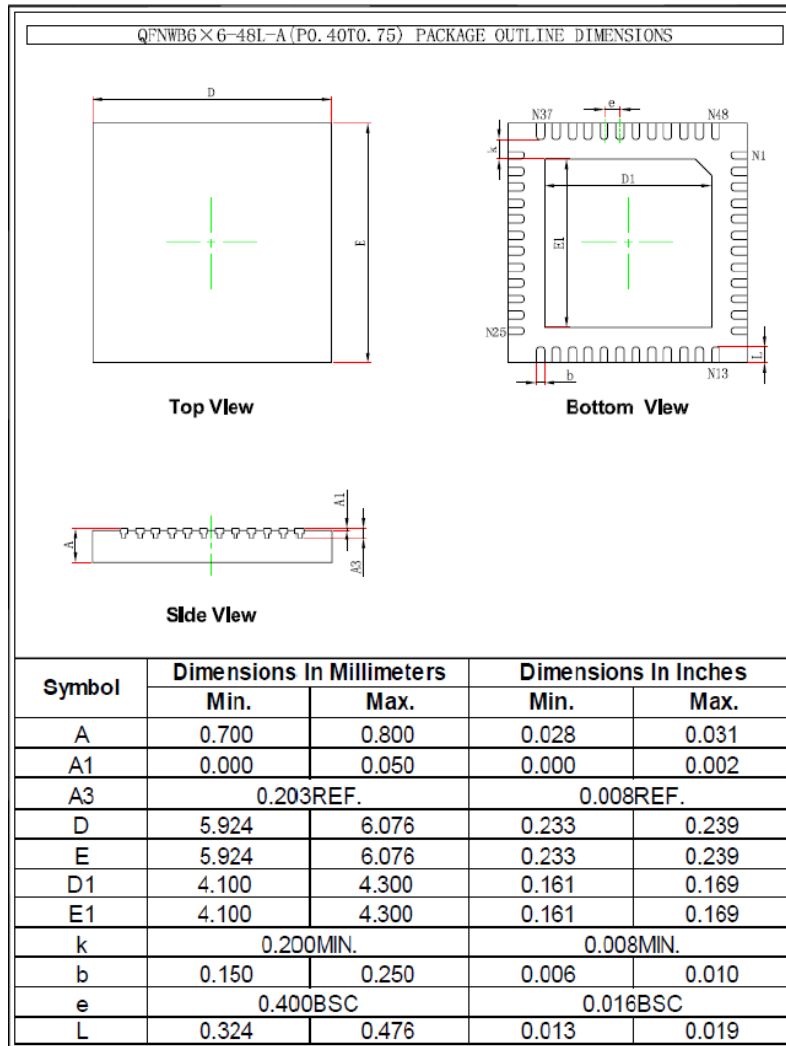 QFNWB6×6-48L-A(P0.40T0.75) PACKAGE OUTLINE DIMENSIONS
D
E
Top View
N37
e
N48
k
N1
D1
E1
N25
b
N13
L
Bottom View
A
A1
A3
Side View
Symbol Dimensions In Millimeters Dimensions In Inches
Min. Max. Min. Max.
A 0.700 0.800 0.028 0.031
A1 0.000 0.050 0.000 0.002
A3 0.203REF. 0.008REF.
D 5.924 6.076 0.233 0.239
E 5.924 6.076 0.233 0.239
D1 4.100 4.300 0.161 0.169
E1 4.100 4.300 0.161 0.169
k 0.200MIN. 0.008MIN.
b 0.150 0.250 0.006 0.010
e 0.400BSC 0.016BSC
L 0.324 0.476 0.013 0.019